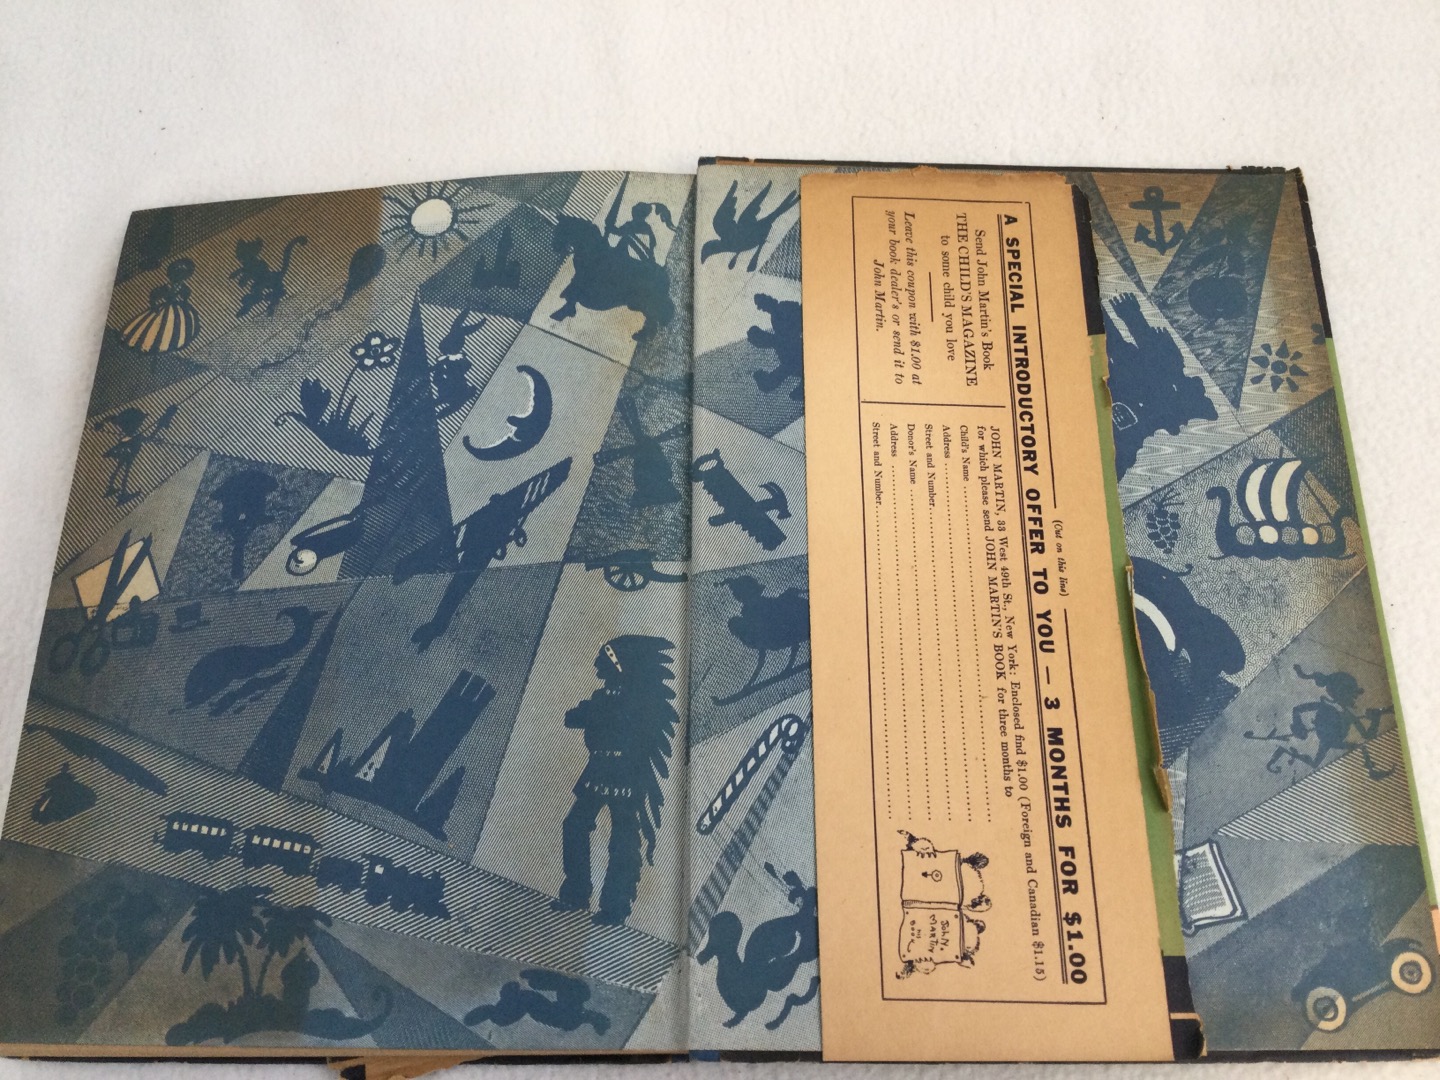 (Cut on this line)
A SPECIAL INTRODUCTORY OFFER TO YOU — 3 MONTHS FOR $1.00
Send John Martin's Book
THE CHILD'S MAGAZINE
to some child you love
Leave this coupon with $1.00 at
your book dealer's or send it to
John Martin.
JOHN MARTIN, 33 West 49th St., New York: Enclosed find $1.00 (Foreign and Canadian $1.15)
for which please send JOHN MARTIN'S BOOK for three months to
Child's Name
Address
Street and Number
Donor's Name
Address
Street and Number
JOHN
MARTIN
HIS
BOOK